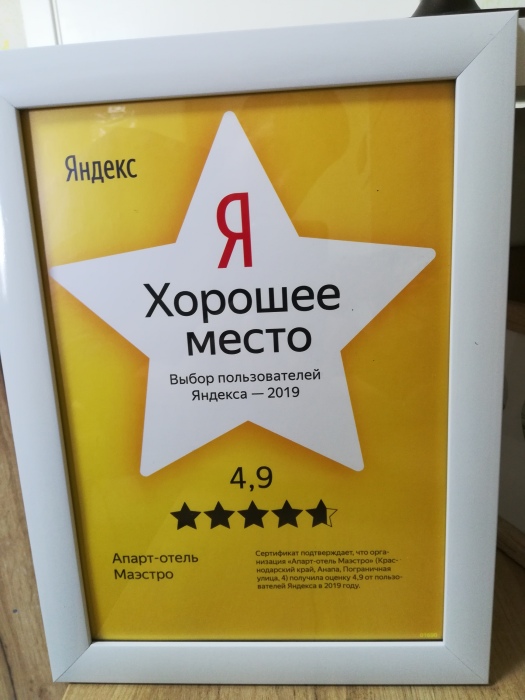 Яндекс
Я
Хорошее
место
Выбор пользователей
Яндекса — 2019
4,9
Апарт-отель
Маэстро
Сертификат подтверждает, что орга-
низация «Апарт-отель Маэстро» (Крас-
нодарский край, Анапа, Пограничная
улица, 4) получила оценку 4,9 от пользо-
вателей Яндекса в 2019 году.